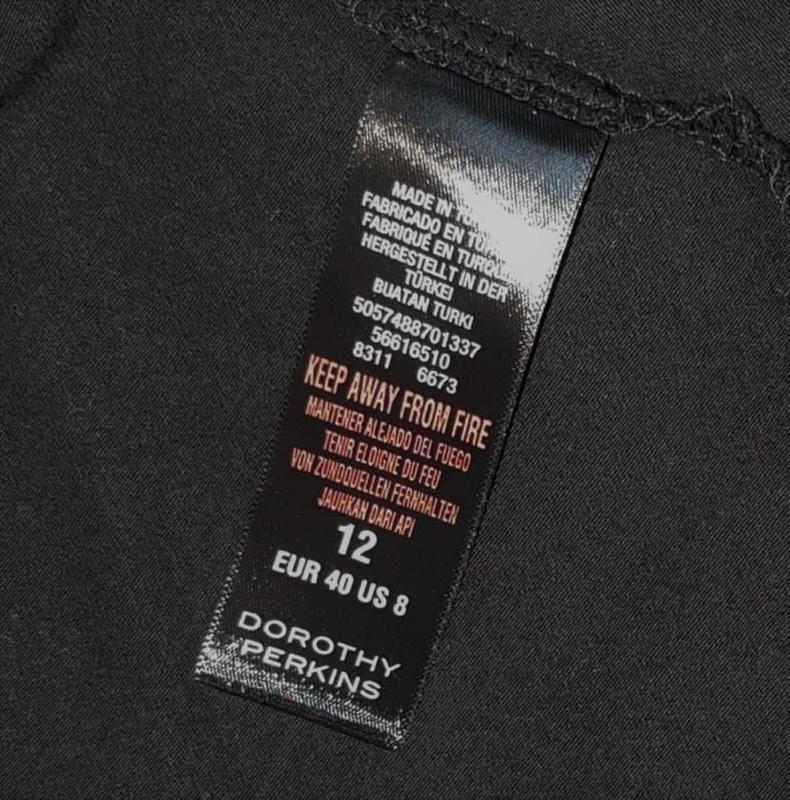 MADE IN
FABRICADO EN
FABRIQUÉ EN
HERGESTELLT IN DER
TÜRKEI
BUATAN TURKI
5057488701337
56616510
8311 6673
KEEP AWAY FROM FIRE
MANTENER ALEJADO DEL FUEGO
TENIR ELOIGNE DU FEU
VON ZUNDQUELLEN FERNHALTEN
JAUHKAN DARI API
12
EUR 40 US 8
DOROTHY
PERKINS